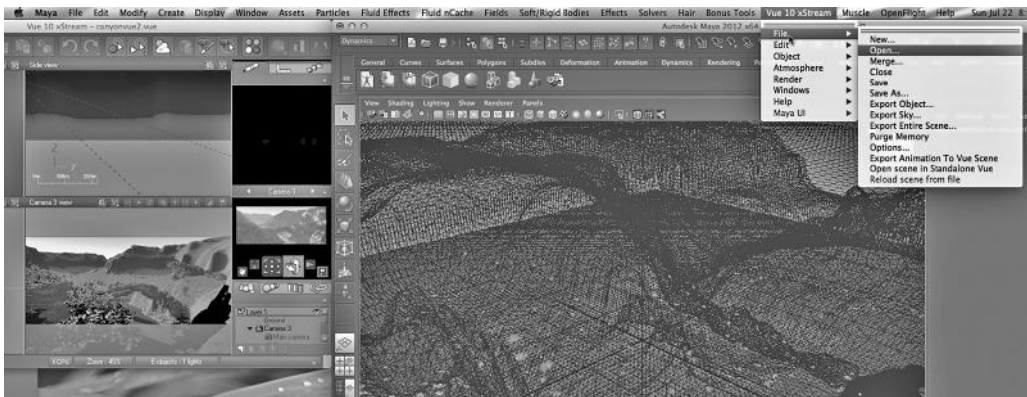 Maya File Edit Modify Create Display Window Assets Particles Fluid Effects Fluid nCache Fields Soft/Rigid Bodies Effects Solvers Hair Bonus Tools Vue 10 xStream Muscle OpenFlight Help Sun Jul 22 8
Vue 10 xStream - canyonvue2.vue
Autodesk Maya 2012 x64
Side view
Dynamics
General Curves Surfaces Polygons Subdivs Deformation Animation Dynamics Rendering
View Shading Lighting Show Renderer Panels
File
Edit
Object
Atmosphere
Render
Windows
Help
Maya UI
New...
Open...
Merge...
Close
Save
Save As...
Export Object...
Export Sky...
Export Entire Scene...
Purge Memory
Options...
Export Animation To Vue Scene
Open scene in Standalone Vue
Reload scene from file
Z
Y
Camera 3
Camera 3 view
Layer 1
Ground
Camera 3
Main camera
Zoom: 45%
6 objects - 1 lights